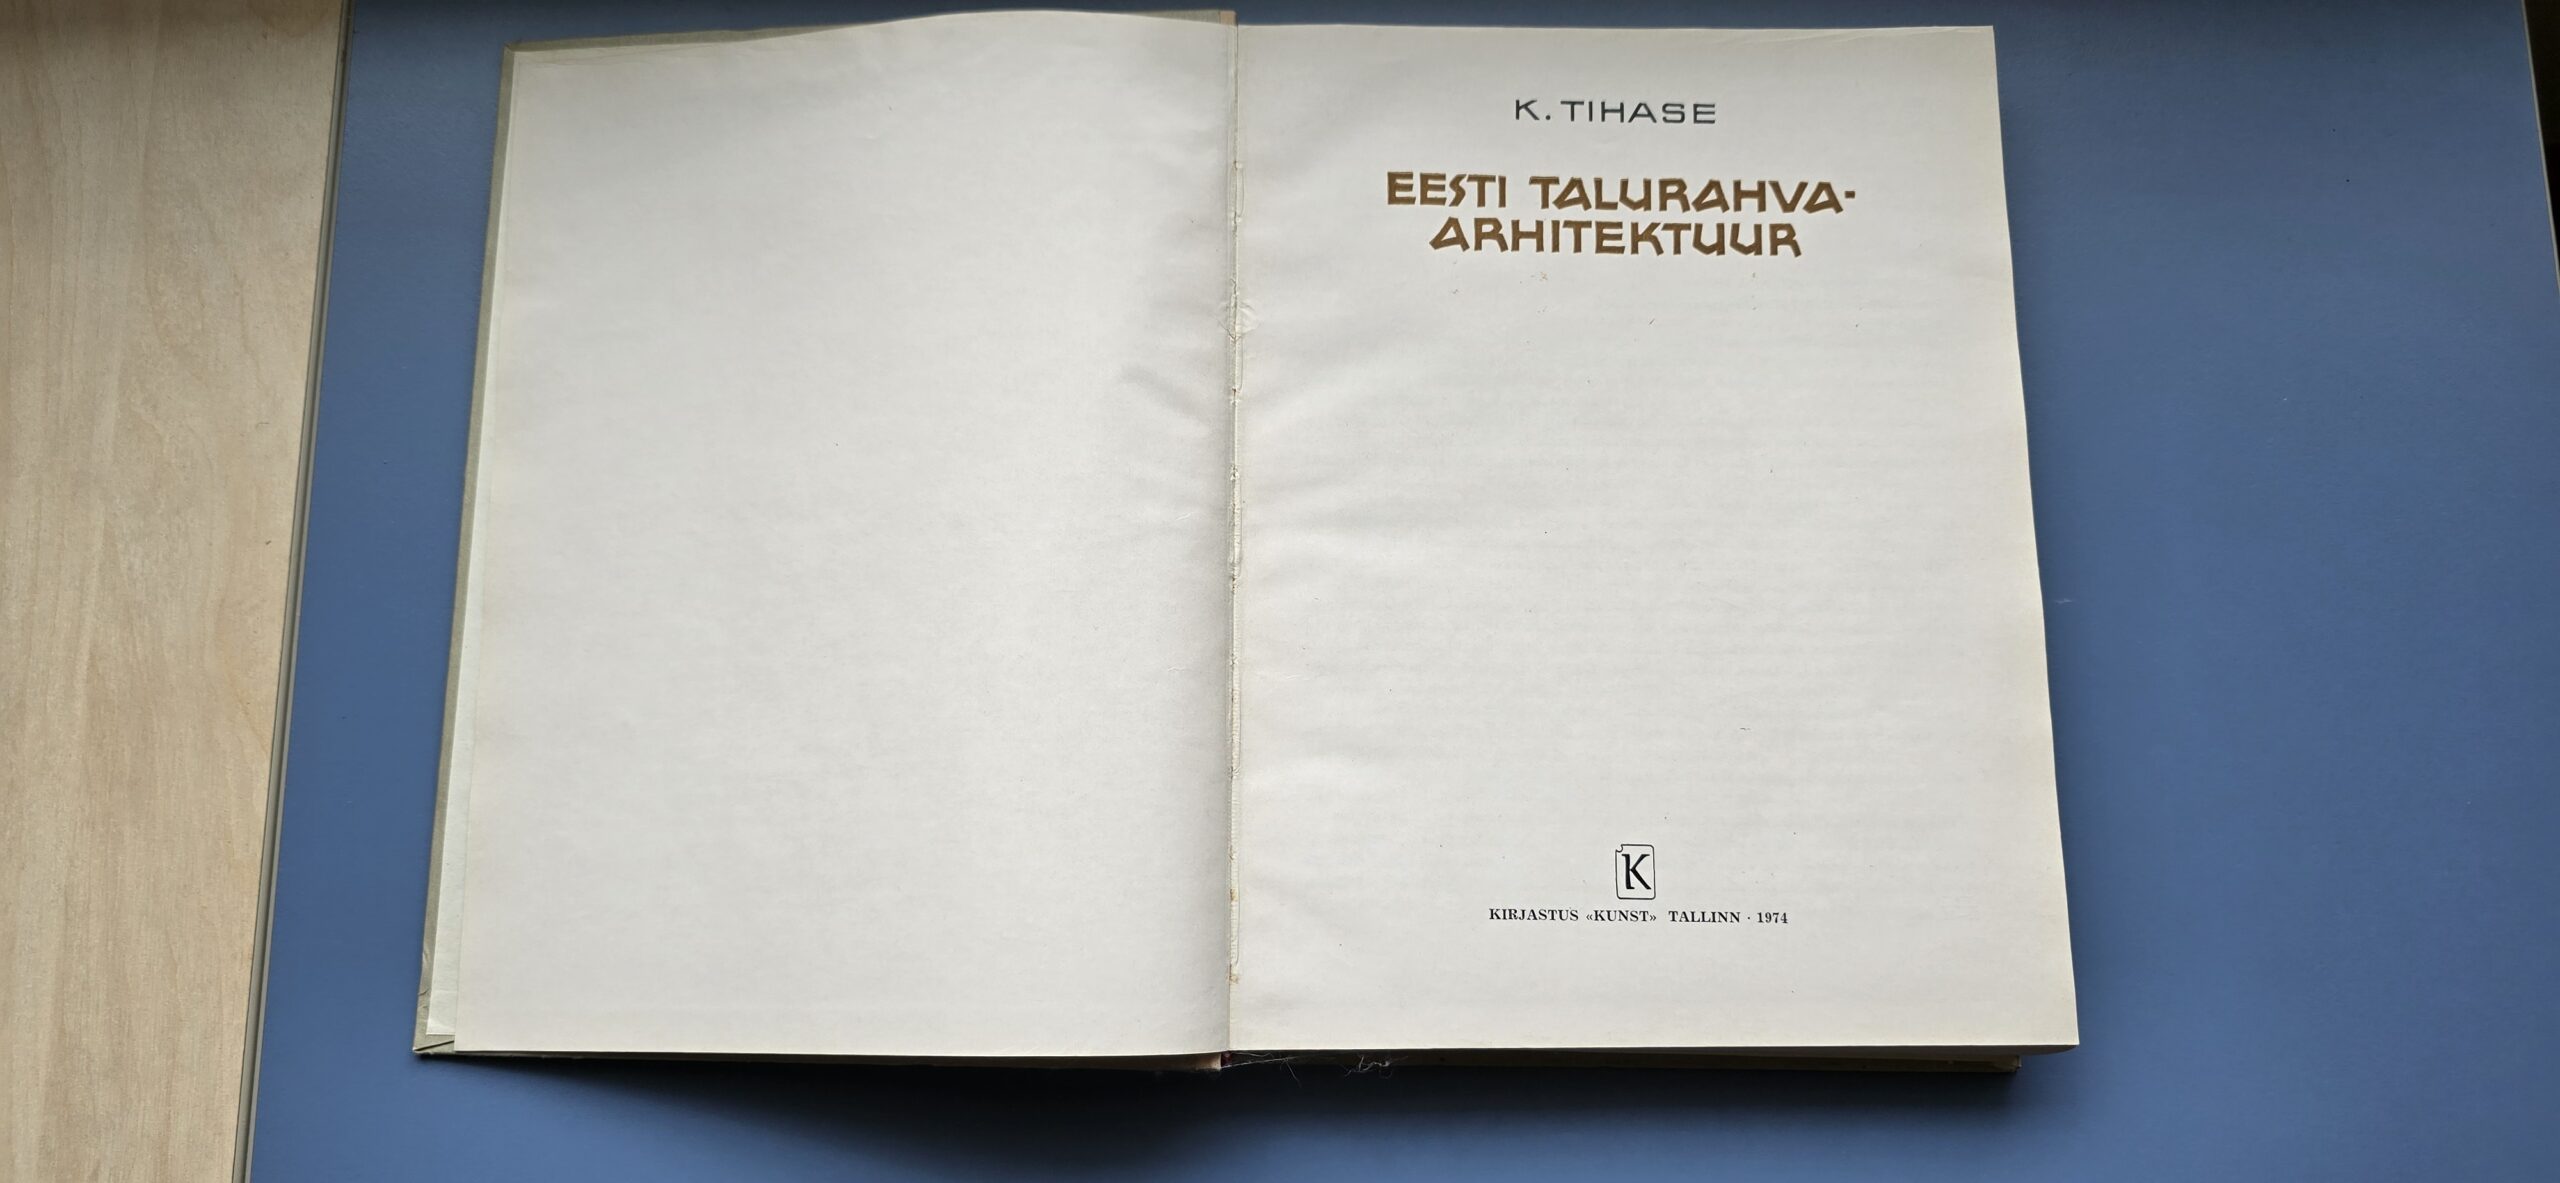 K. TIHASE
EESTI TALURAHVA-
ARHITEKTUUR
K
KIRJASTUS «KUNST» TALLINN · 1974